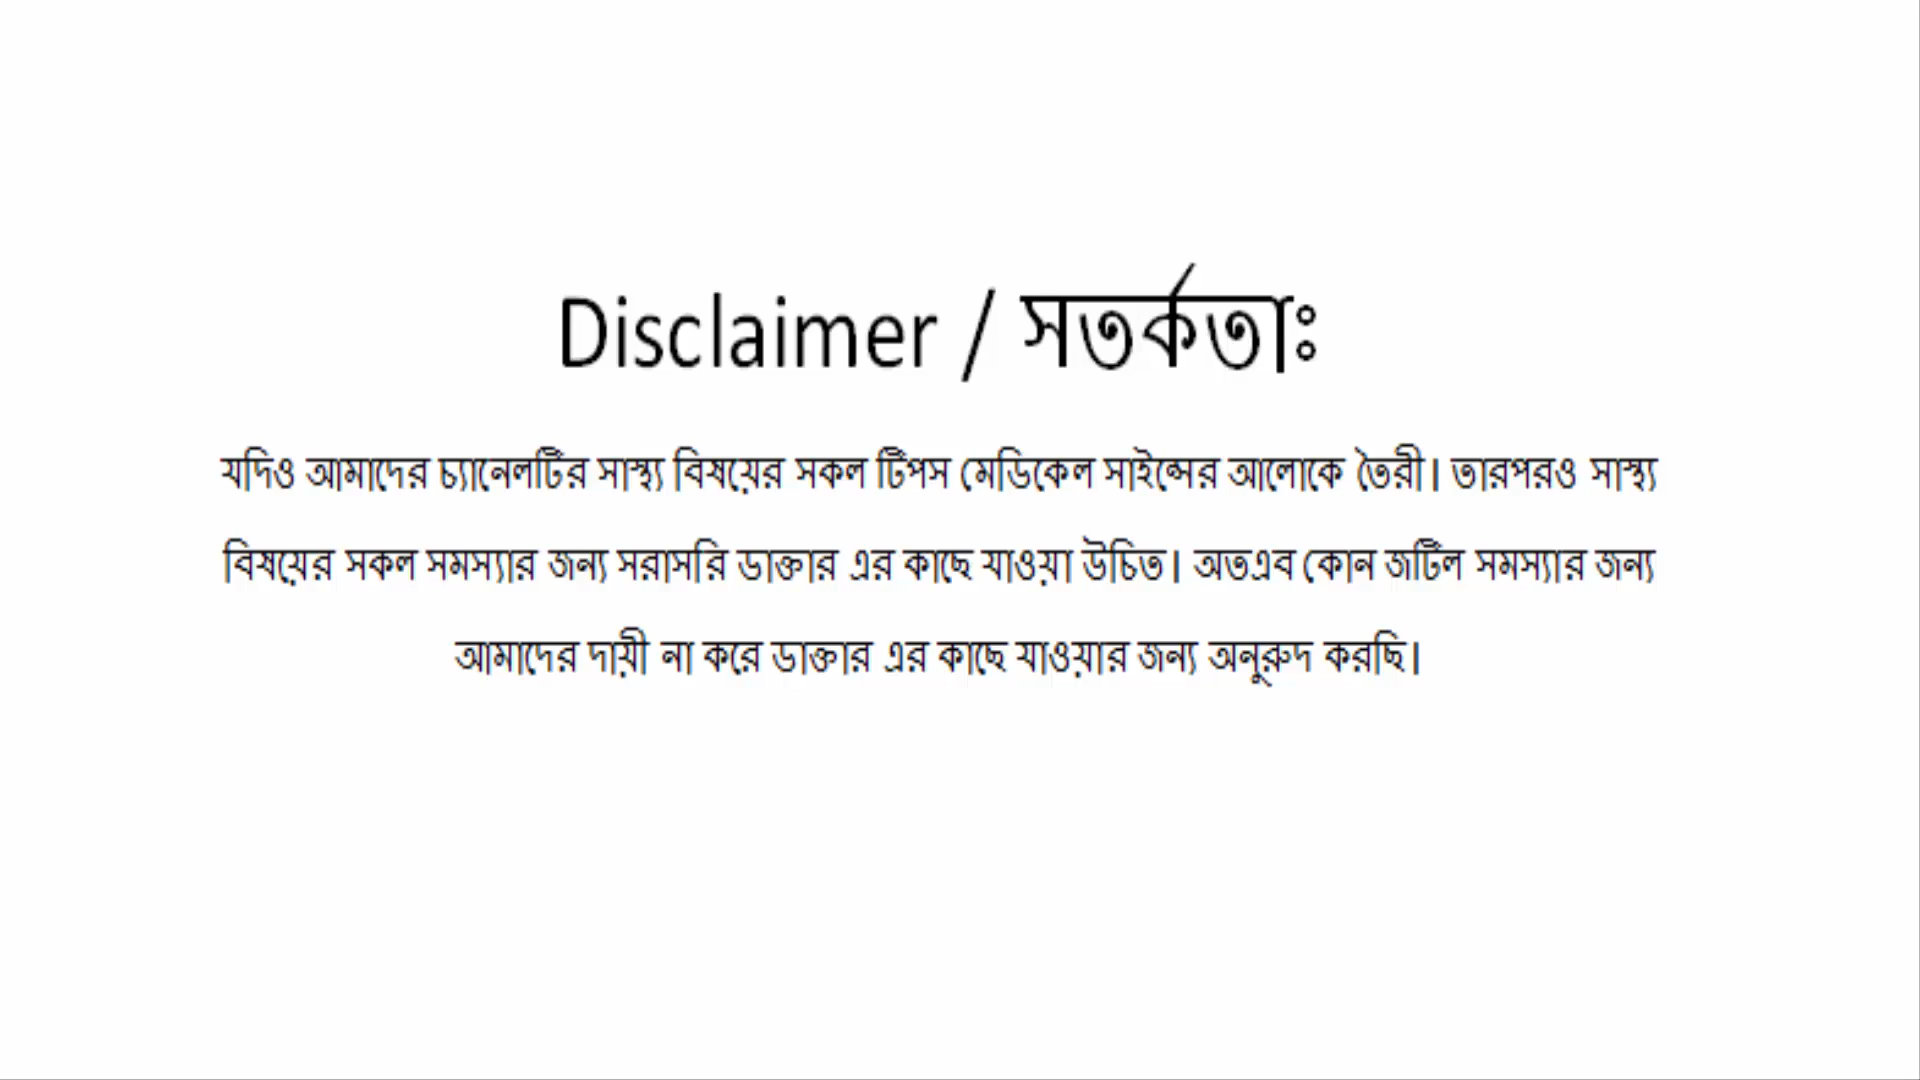 Disclaimer / সতর্কতাঃ
যদিও আমাদের চ্যানেলটির সাস্থ্য বিষয়ের সকল টিপস মেডিকেল সাইন্সের আলোকে তৈরী। তারপরও সাস্থ্য
বিষয়ের সকল সমস্যার জন্য সরাসরি ডাক্তার এর কাছে যাওয়া উচিত। অতএব কোন জটিল সমস্যার জন্য
আমাদের দায়ী না করে ডাক্তার এর কাছে যাওয়ার জন্য অনুরুদ করছি।